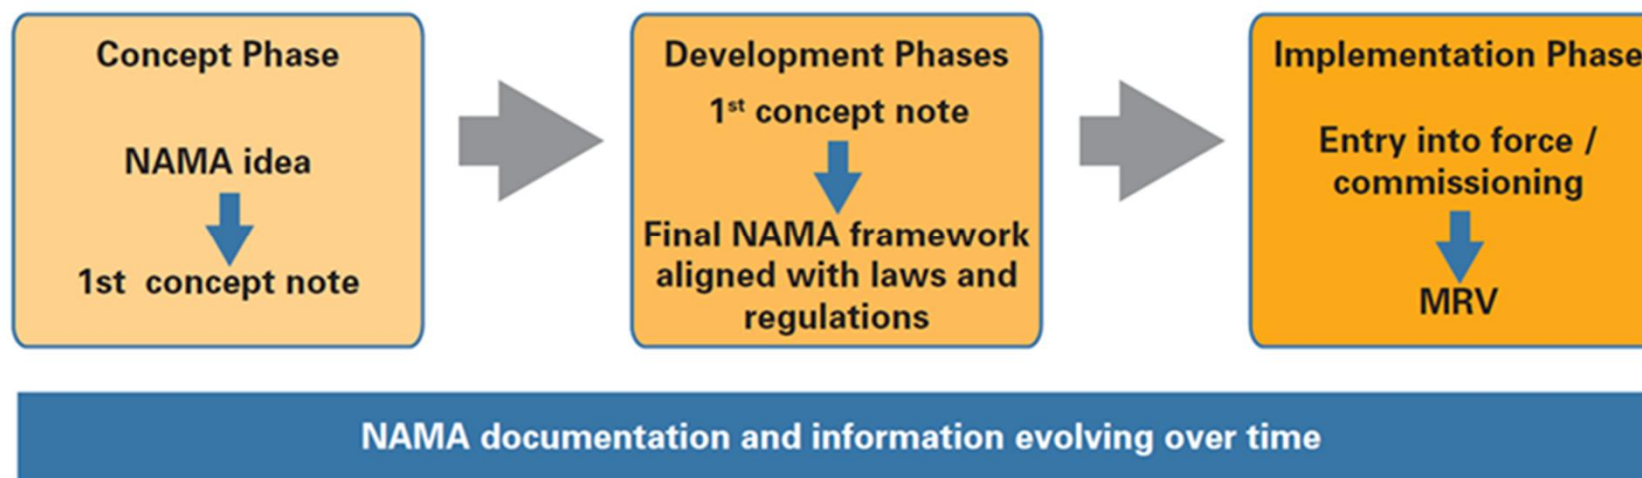 Concept Phase
NAMA idea
1st concept note
Development Phases
1st concept note
Final NAMA framework
aligned with laws and
regulations
Implementation Phase
Entry into force /
commissioning
MRV
NAMA documentation and information evolving over time